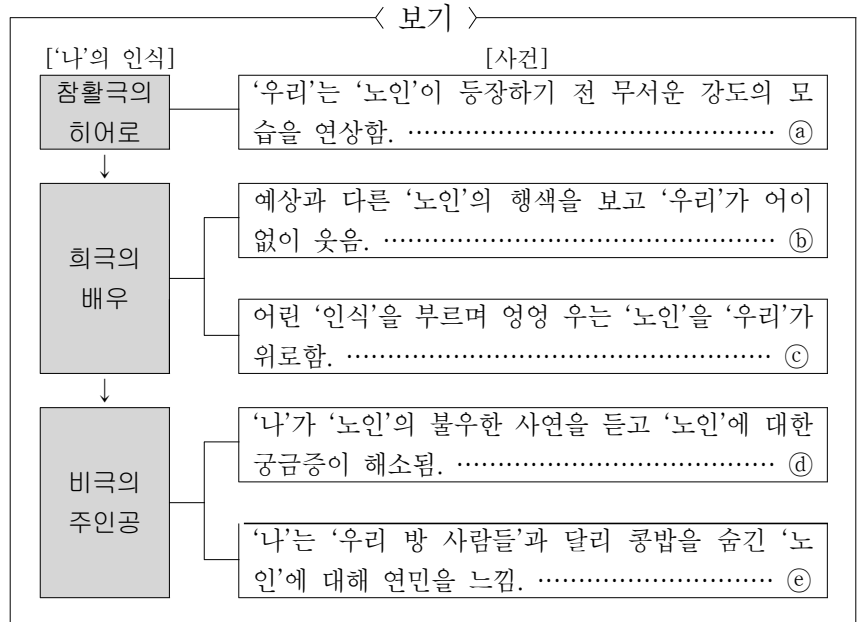 〈 보기 〉
[‘나’의 인식] [사건]
참활극의
히어로
‘우리’는 ‘노인’이 등장하기 전 무서운 강도의 모
습을 연상함. ………………………………… ⓐ
↓
희극의
배우
예상과 다른 ‘노인’의 행색을 보고 ‘우리’가 어이
없이 웃음. …………………………………… ⓑ
어린 ‘인식’을 부르며 엉엉 우는 ‘노인’을 ‘우리’가
위로함. ……………………………………… ⓒ
↓
비극의
주인공
‘나’가 ‘노인’의 불우한 사연을 듣고 ‘노인’에 대한
궁금증이 해소됨. …………………………… ⓓ
‘나’는 ‘우리 방 사람들’과 달리 콩밥을 숨긴 ‘노
인’에 대해 연민을 느낌. …………………… ⓔ